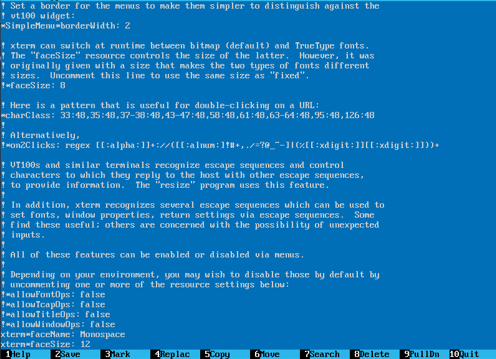 ! Set a border for the menus to make them simpler to distinguish against the
! vt100 widget:
*SimpleMenu*borderWidth: 2
!
! xterm can switch at runtime between bitmap (default) and TrueType fonts.
! The "faceSize" resource controls the size of the latter.  However, it was
! originally given with a size that makes the two types of fonts different
! sizes.  Uncomment this line to use the same size as "fixed".
!*faceSize: 8
!
! Here is a pattern that is useful for double-clicking on a URL:
*charClass: 33:48,35:48,37-38:48,43-47:48,58:48,61:48,63-64:48,95:48,126:48
!
! Alternatively,
!*on2Clicks: regex [[:alpha:]]+://([[:alnum:]!#+,./=?@_~-]|(%[[:xdigit:]][[:xdigit:]]))+
!
! VT100s and similar terminals recognize escape sequences and control
! characters to which they reply to the host with other escape sequences,
! to provide information.  The "resize" program uses this feature.
!
! In addition, xterm recognizes several escape sequences which can be used to
! set fonts, window properties, return settings via escape sequences.  Some
! find these useful; others are concerned with the possibility of unexpected
! inputs.
!
! All of these features can be enabled or disabled via menus.
!
! Depending on your environment, you may wish to disable those by default by
! uncommenting one or more of the resource settings below:
!*allowFontOps: false
!*allowTcapOps: false
!*allowTitleOps: false
!*allowWindowOps: false
xterm*faceName: Monospace
xterm*faceSize: 12
1Help 2Save 3Mark 4Replac 5Copy 6Move 7Search 8Delete 9PullDn 10Quit